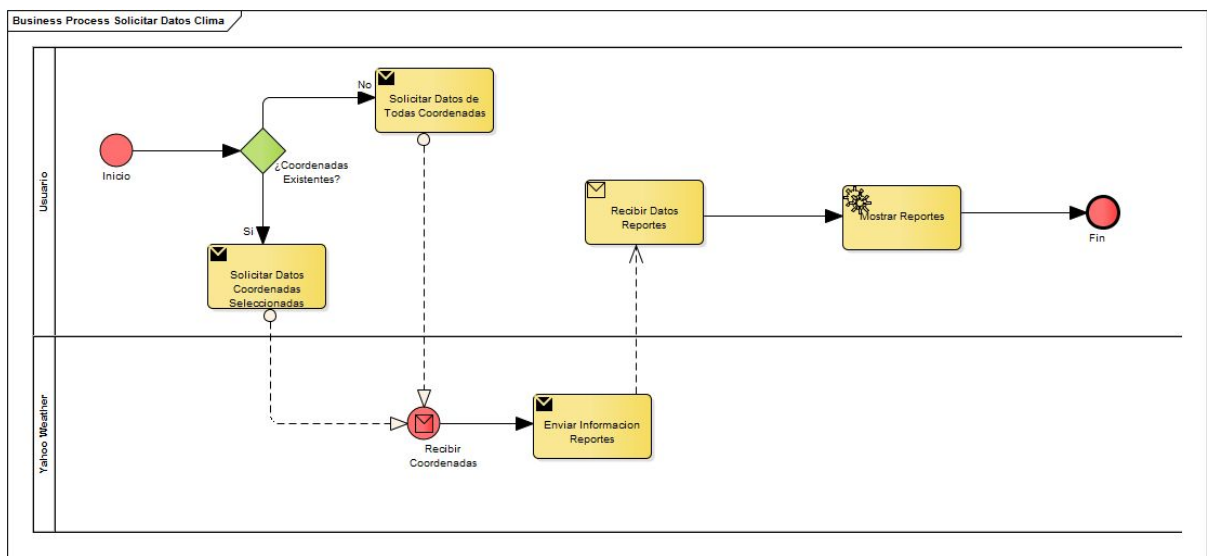 Business Process Solicitar Datos Clima
Usuario
Inicio
¿Coordenadas
Existentes?
No
Solicitar Datos de
Todas Coordenadas
Si
Solicitar Datos
Coordenadas
Seleccionadas
Recibir Datos
Reportes
Mostrar Reportes
Fin
Yahoo Weather
Recibir
Coordenadas
Enviar Informacion
Reportes